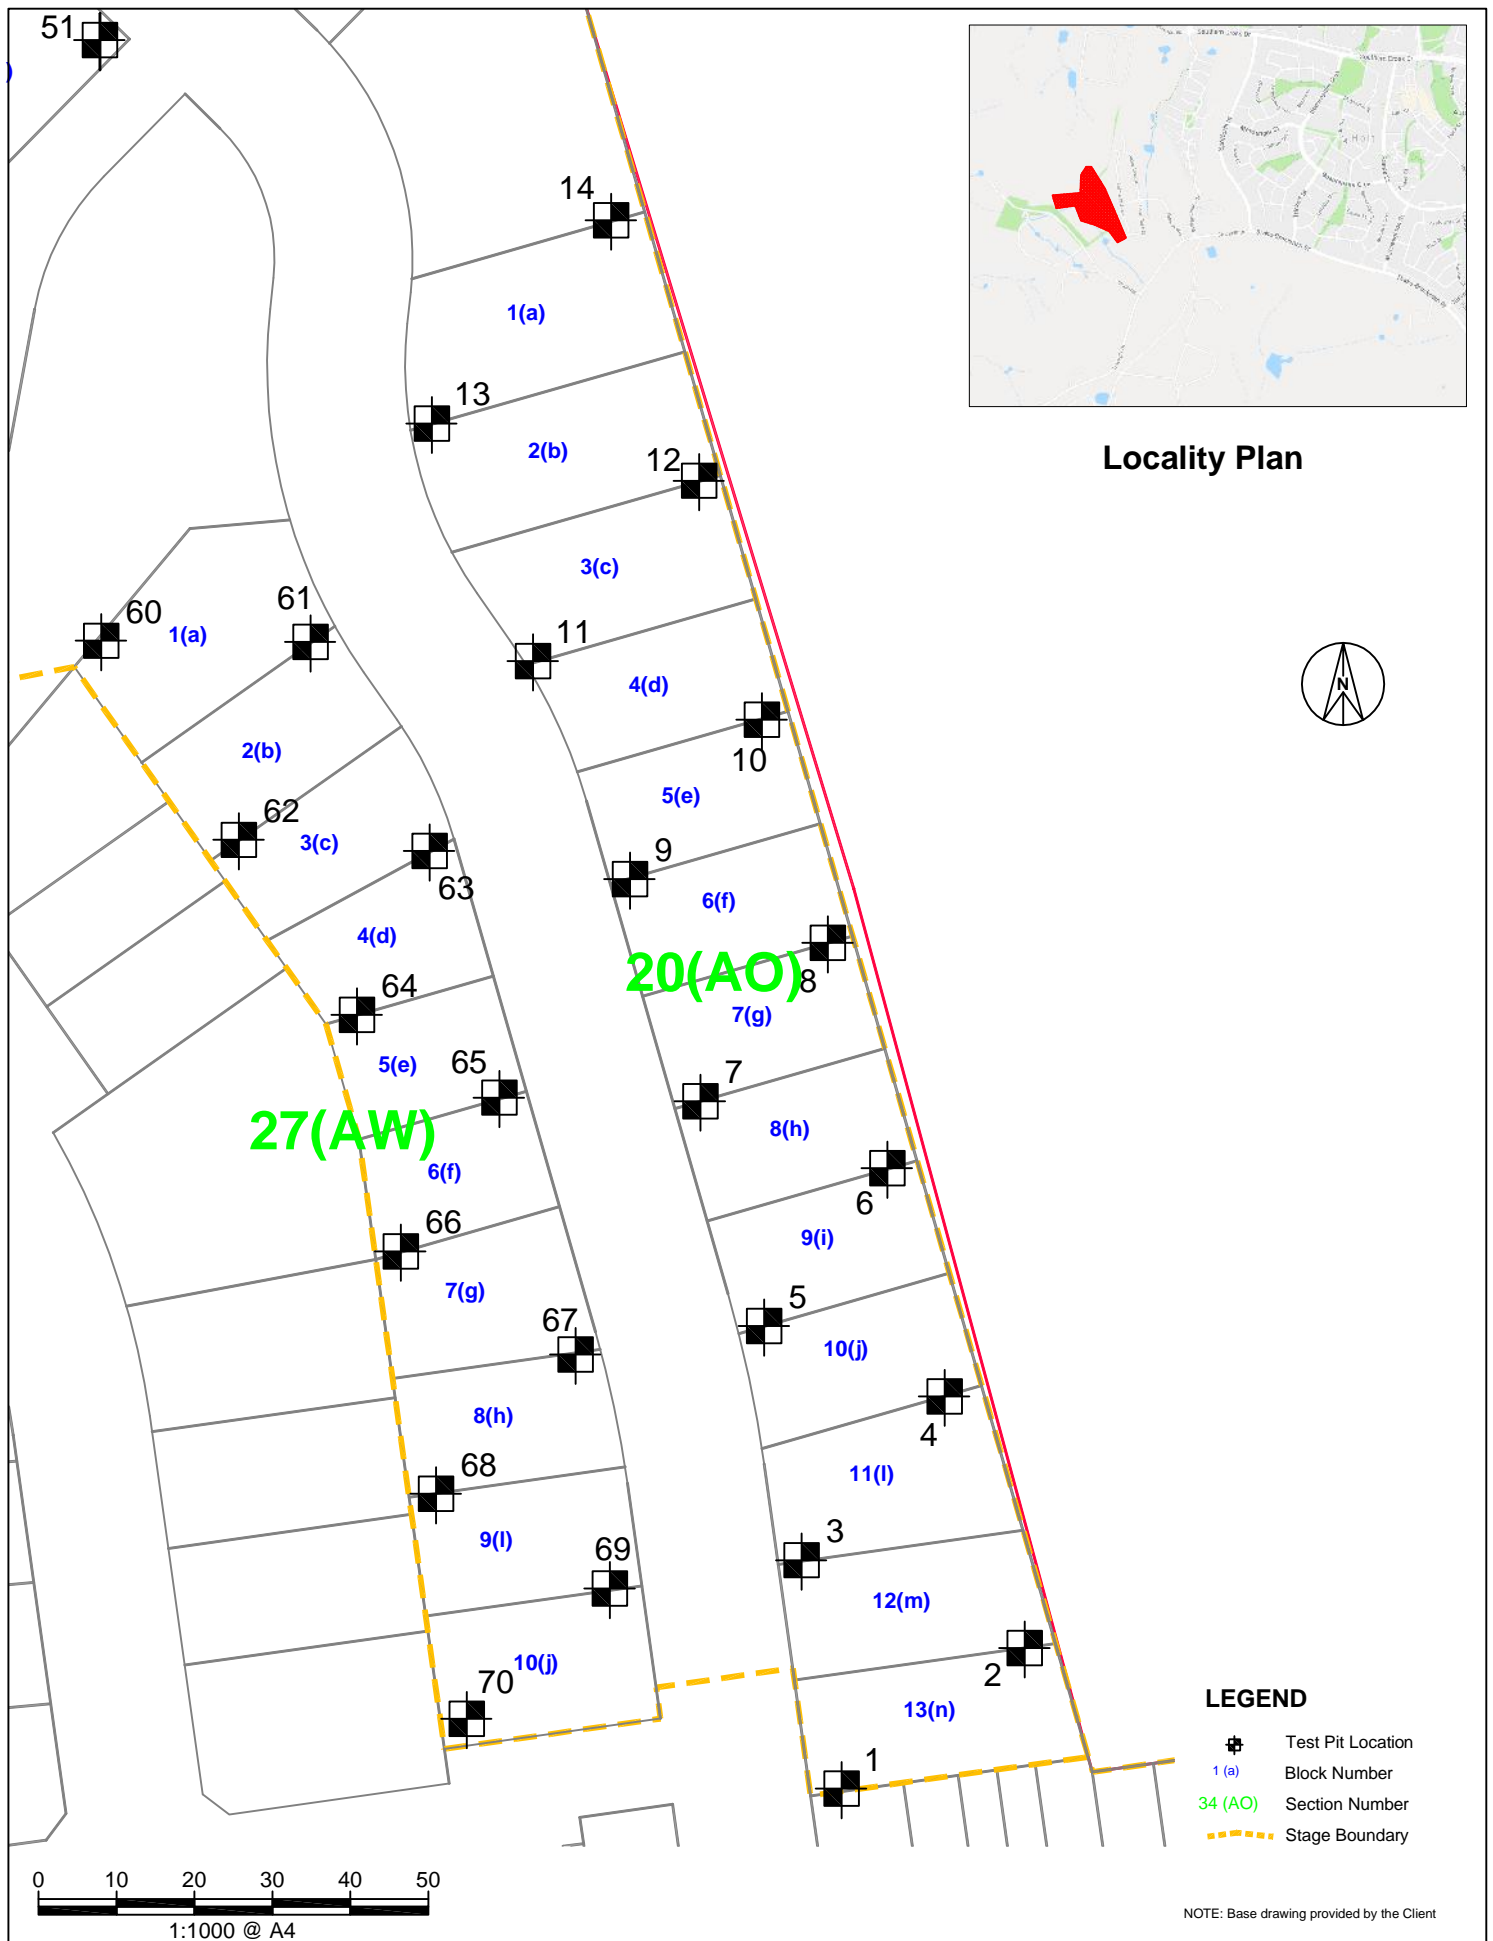 51
)
14
1(a)
13
2(b)
12
Locality Plan
3(c)
60
61
1(a)
11
4(d)
N
2(b)
10
5(e)
62
3(c)
9
63
6(f)
4(d)
20(AO)
8
64
7(g)
5(e)
65
7
27(AW)
8(h)
6(f)
6
66
9(i)
7(g)
5
67
10(j)
8(h)
4
68
11(l)
3
9(l)
69
12(m)
10(j)
2
70
13(n)
1
LEGEND
Test Pit Location
1 (a) Block Number
34 (AO) Section Number
Stage Boundary
0 10 20 30 40 50
1:1000 @ A4
NOTE: Base drawing provided by the Client